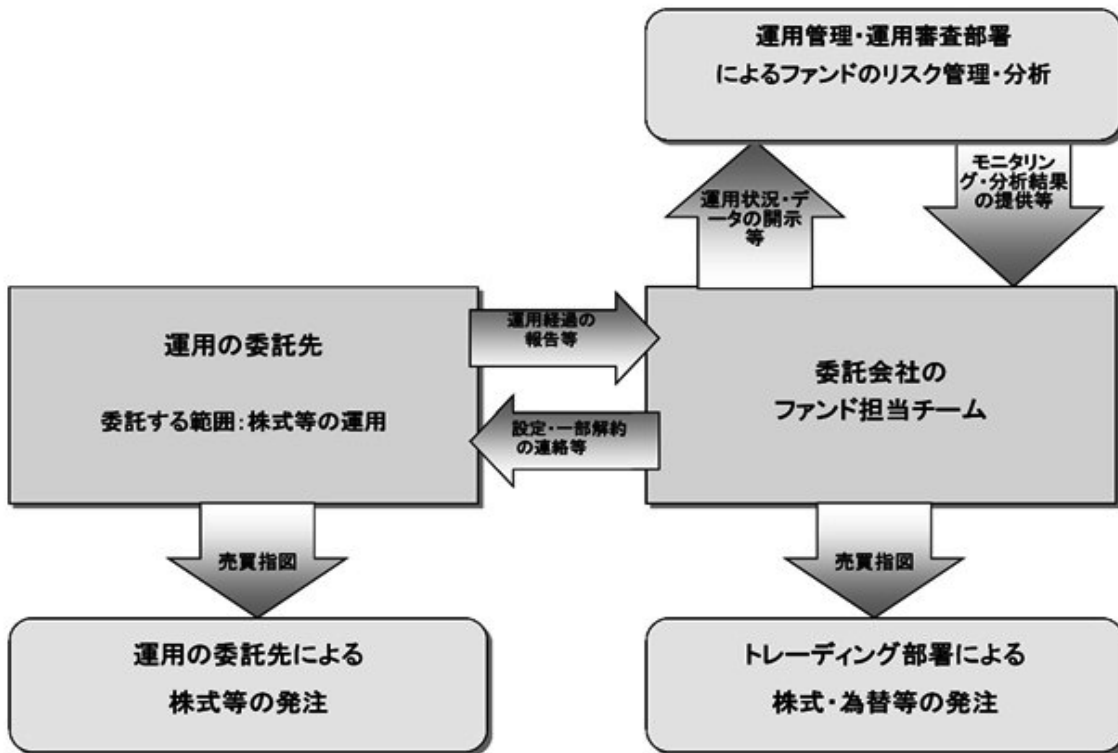 運用管理・運用審査部署
によるファンドのリスク管理・分析
運用状況・デ
ータの開示
等
モニタリン
グ・分析結果
の提供等
運用の委託先
委託する範囲:株式等の運用
運用経過の
報告等
設定・一部解約
の連絡等
委託会社の
ファンド担当チーム
売買指図
売買指図
運用の委託先による
株式等の発注
トレーディング部署による
株式・為替等の発注